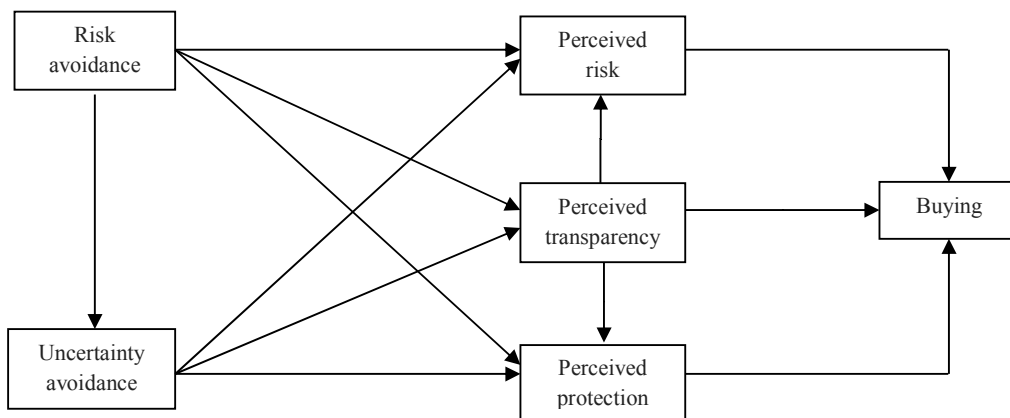 Risk
avoidance
Perceived
risk
Perceived
transparency
Buying
Uncertainty
avoidance
Perceived
protection